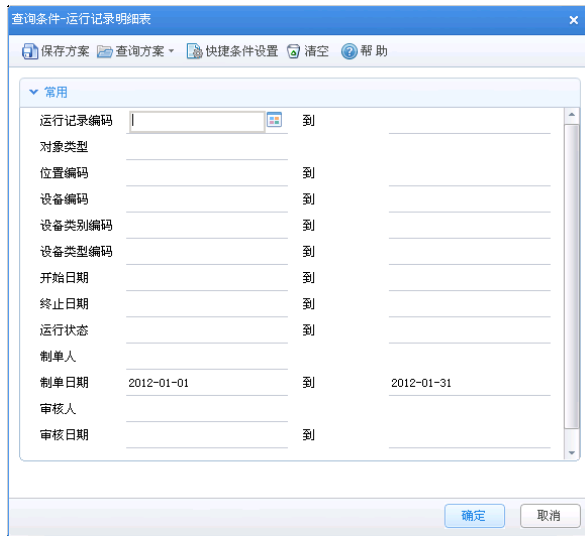 查询条件-运行记录明细表
保存方案 查询方案 快捷条件设置 清空 帮助
常用
运行记录编码 到
对象类型
位置编码 到
设备编码 到
设备类别编码 到
设备类型编码 到
开始日期 到
终止日期 到
运行状态 到
制单人
制单日期 2012-01-01 到 2012-01-31
审核人
审核日期 到
确定 取消